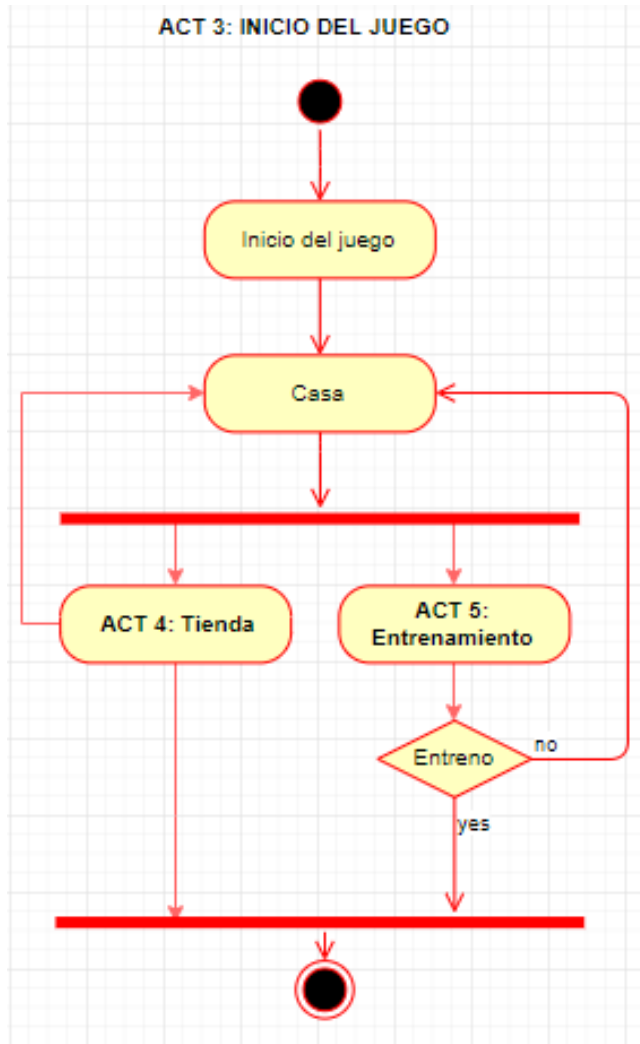 ACT 3: INICIO DEL JUEGO
Inicio del juego
Casa
ACT 4: Tienda
ACT 5:
Entrenamiento
Entreno
no
yes